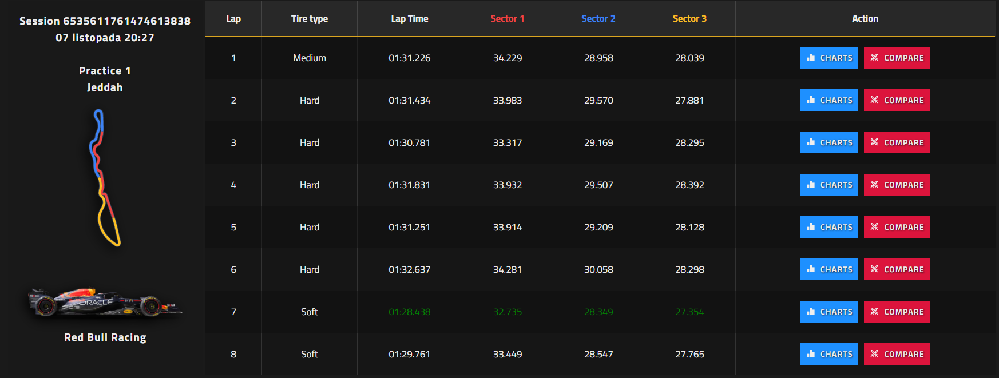 Session 6535611761474613838
07 listopada 20:27
Practice 1
Jeddah
ORACLE
Red Bull Racing
Lap Tire type Lap Time Sector 1 Sector 2 Sector 3 Action
1 Medium 01:31.226 34.229 28.958 28.039 CHARTS COMPARE
2 Hard 01:31.434 33.983 29.570 27.881 CHARTS COMPARE
3 Hard 01:30.781 33.317 29.169 28.295 CHARTS COMPARE
4 Hard 01:31.831 33.932 29.507 28.392 CHARTS COMPARE
5 Hard 01:31.251 33.914 29.209 28.128 CHARTS COMPARE
6 Hard 01:32.637 34.281 30.058 28.298 CHARTS COMPARE
7 Soft 01:28.438 32.735 28.349 27.354 CHARTS COMPARE
8 Soft 01:29.761 33.449 28.547 27.765 CHARTS COMPARE